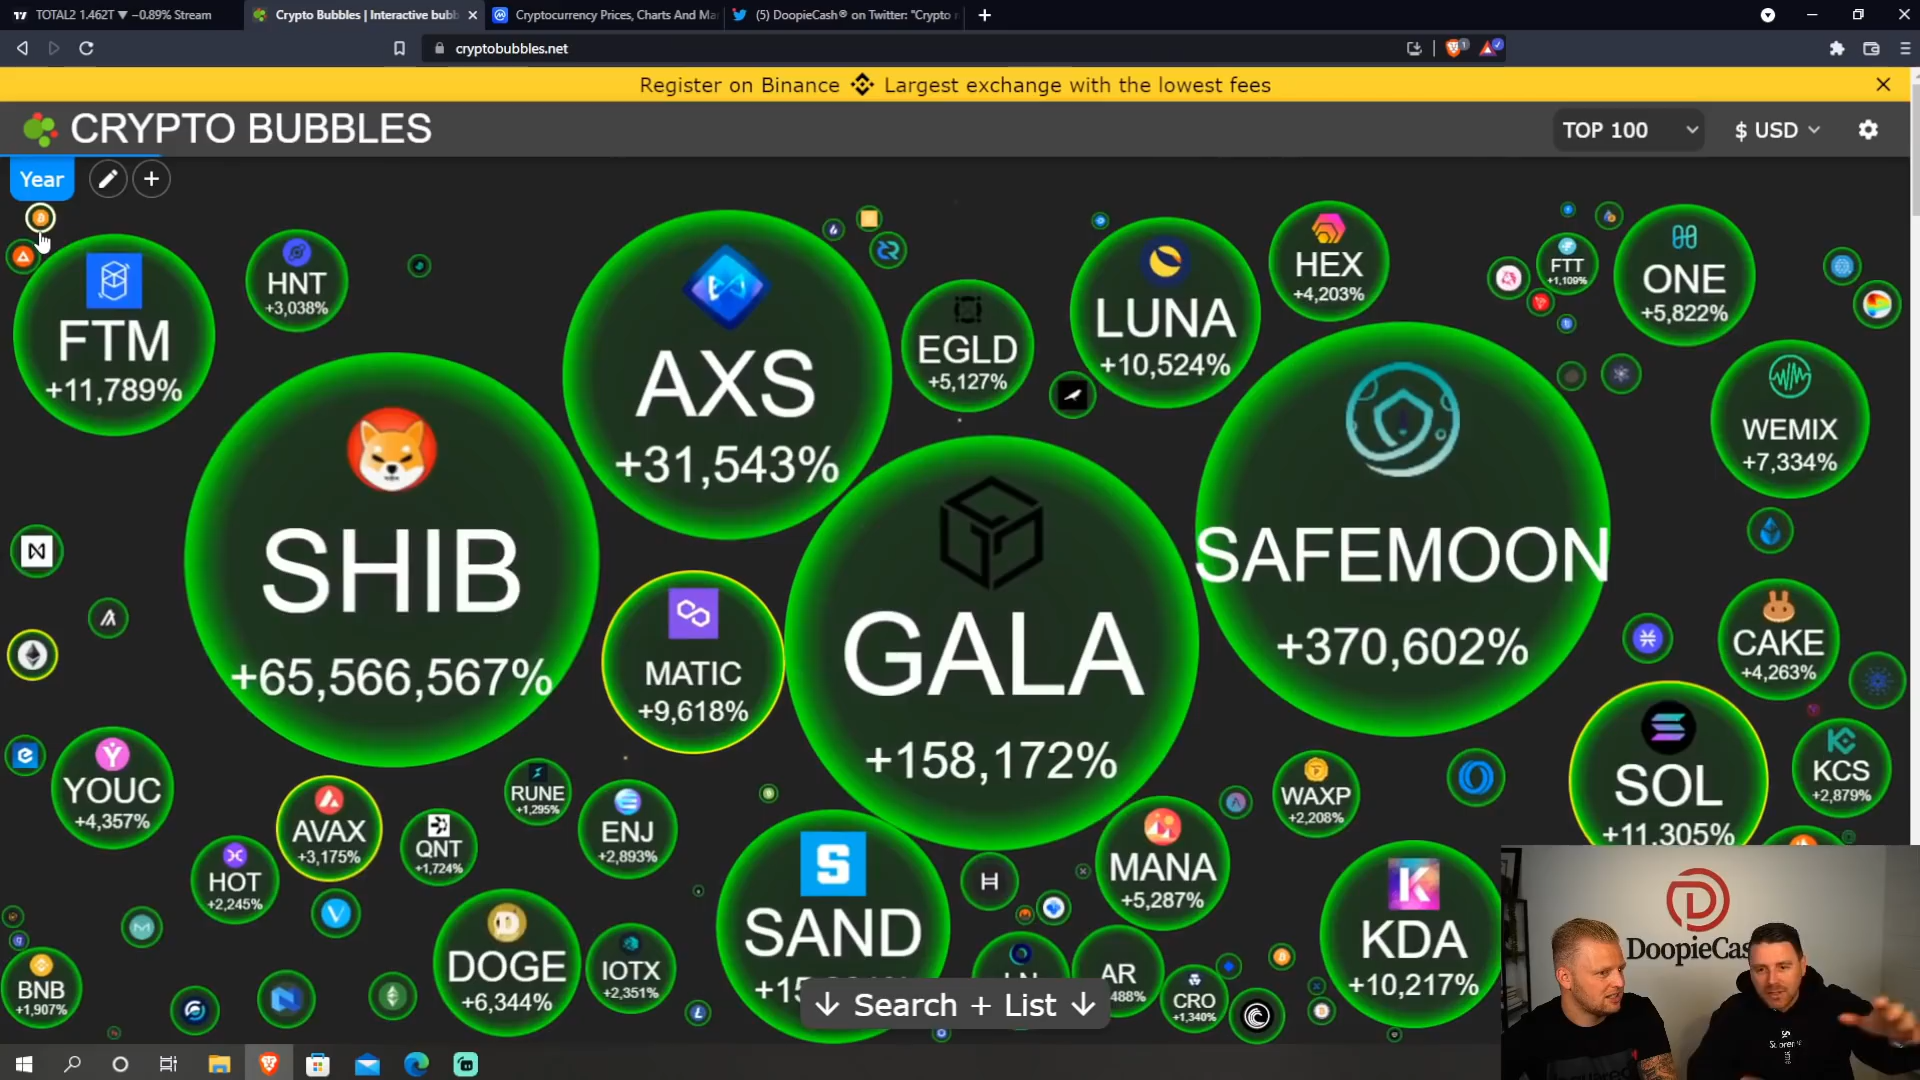 TOTAL2 1.462T ▼ −0.89% Stream
Crypto Bubbles | Interactive bubb
Cryptocurrency Prices, Charts And Ma
(5) DoopieCash® on Twitter: "Crypto
cryptobubbles.net
Register on Binance Largest exchange with the lowest fees
CRYPTO BUBBLES
TOP 100
$ USD
Year
FTM
+11,789%
HNT
+3,038%
AXS
+31,543%
EGLD
+5,127%
LUNA
+10,524%
HEX
+4,203%
FTT
+1,109%
ONE
+5,822%
WEMIX
+7,334%
SHIB
+65,566,567%
MATIC
+9,618%
GALA
+158,172%
SAFEMOON
+370,602%
CAKE
+4,263%
YOUC
+4,357%
AVAX
+3,175%
RUNE
+1,295%
ENJ
+2,893%
WAXP
+2,208%
SOL
+11,305%
KCS
+2,879%
HOT
+2,245%
QNT
+1,724%
MANA
+5,287%
SAND
KDA
+10,217%
DOGE
+6,344%
IOTX
+2,351%
AR
CRO
+1,340%
BNB
+1,907%
↓ Search + List ↓